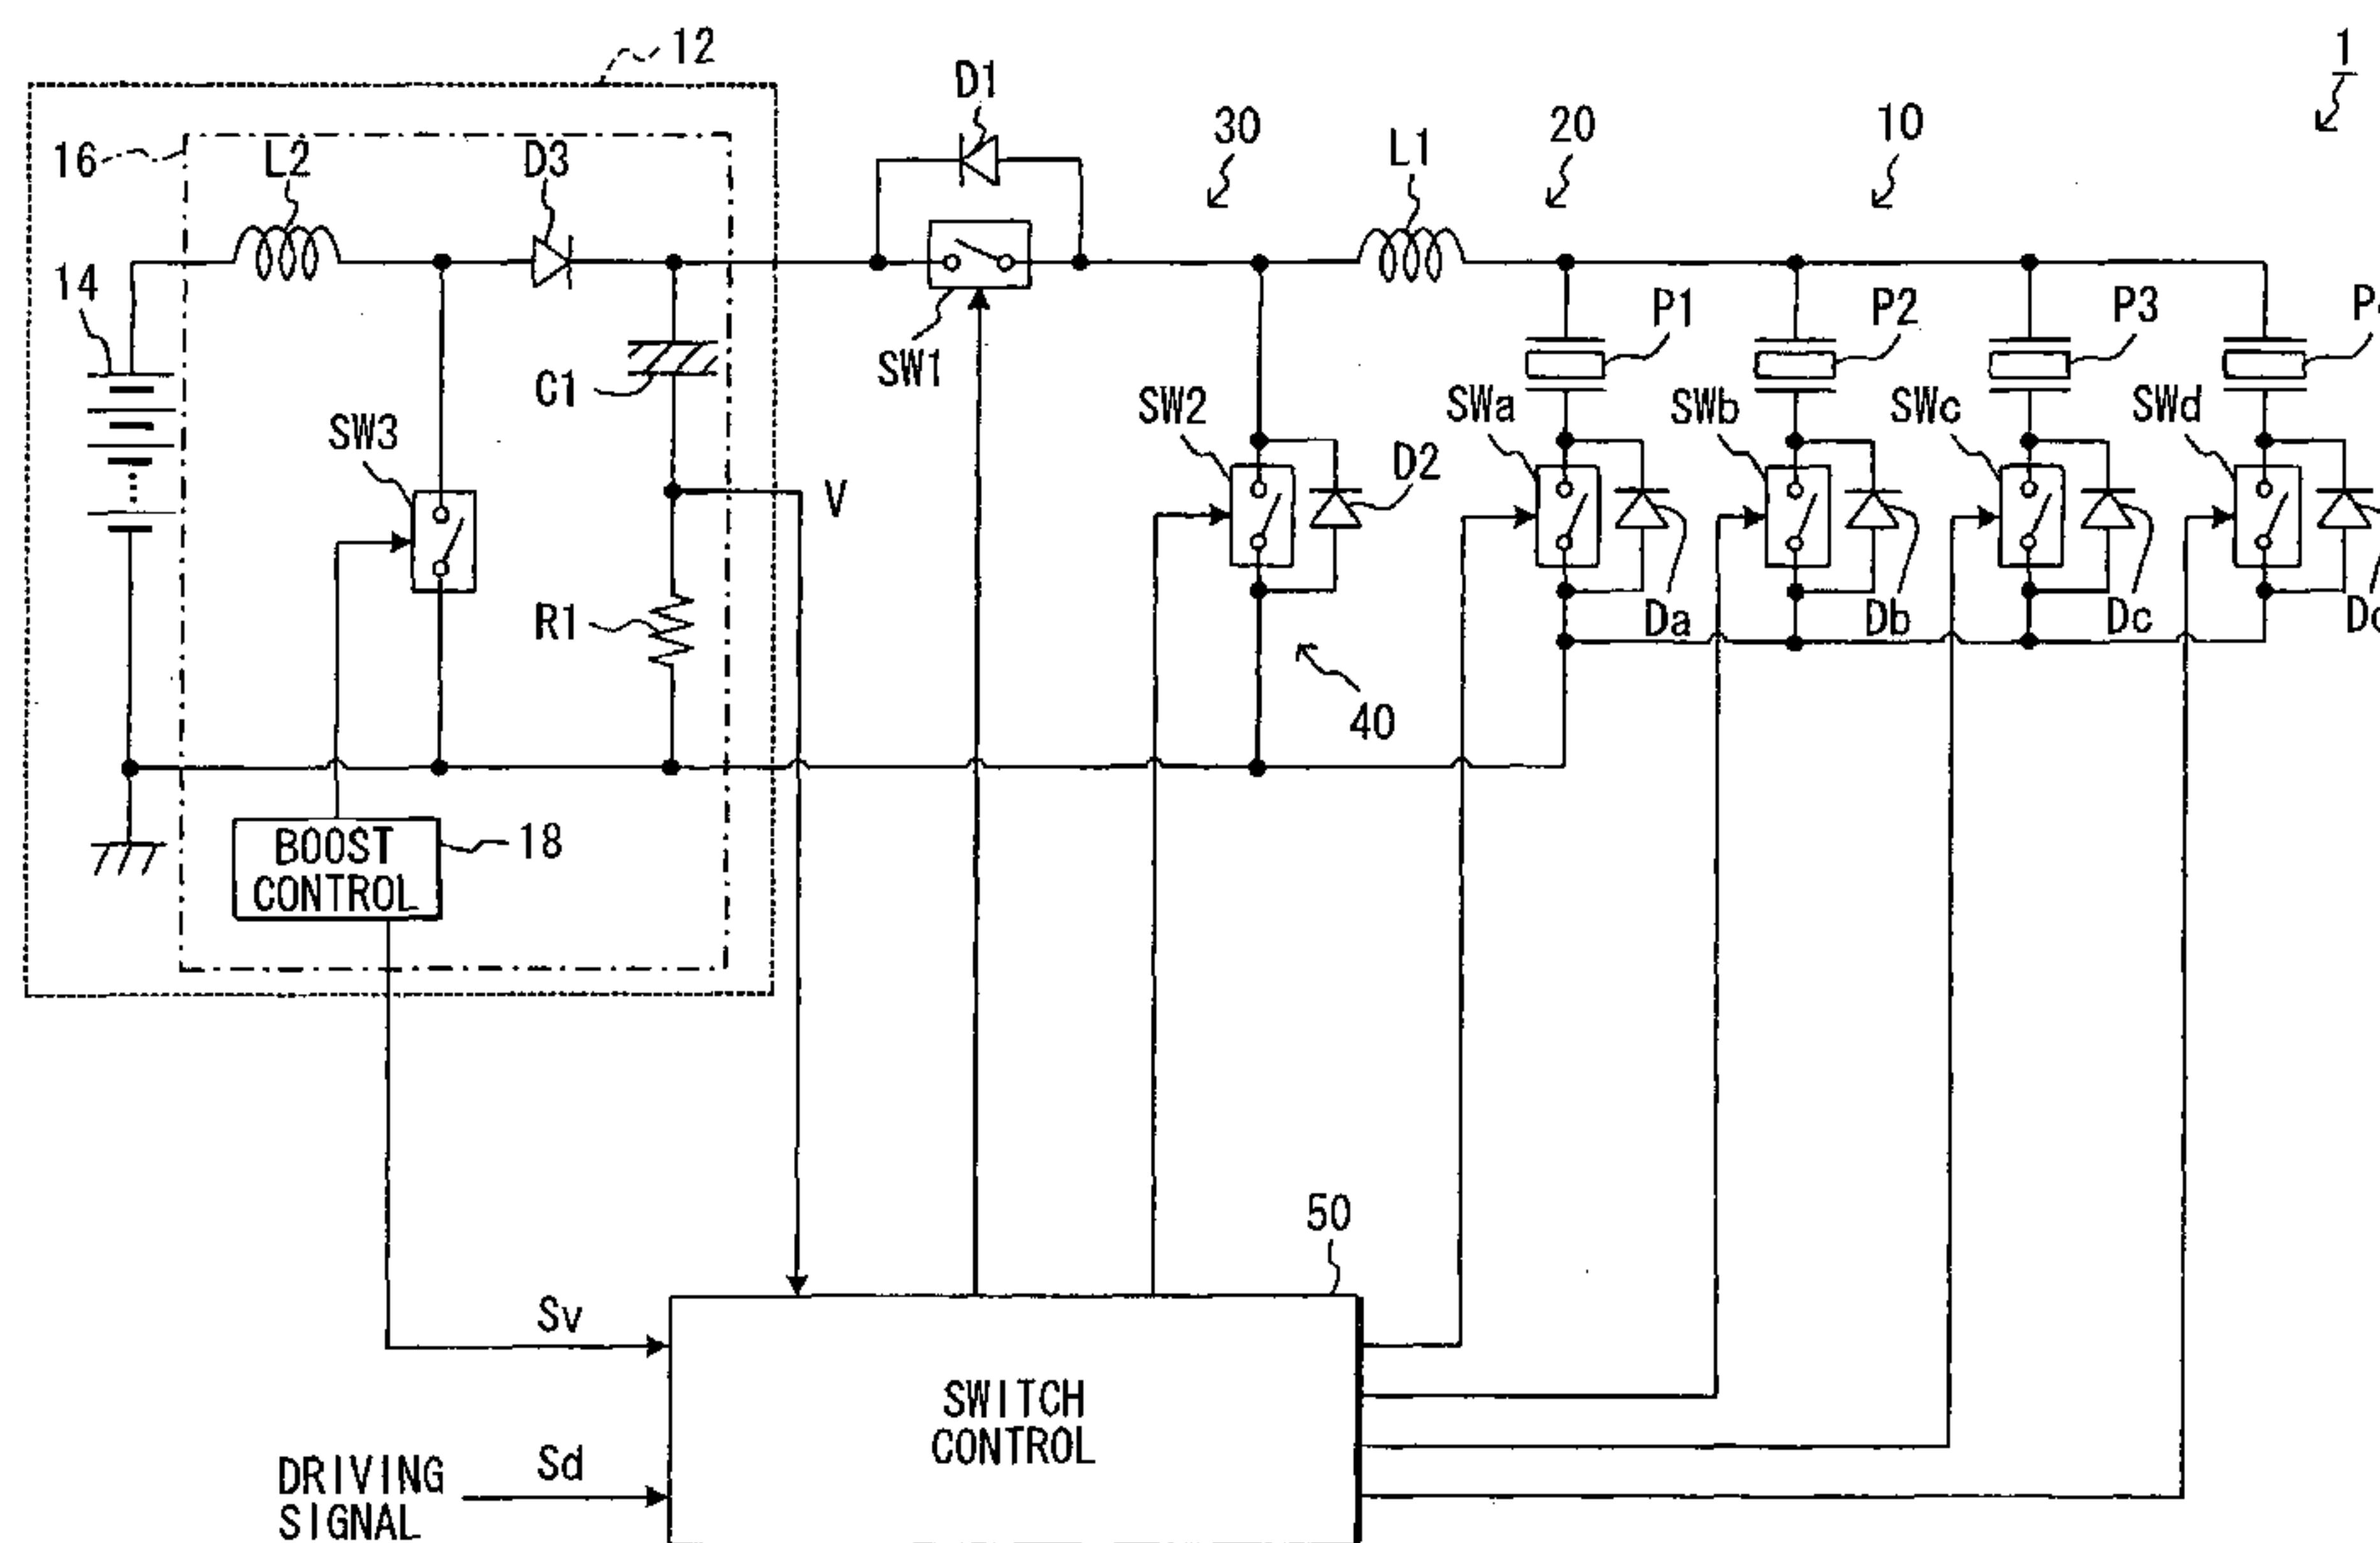 12
1
D1
30
20
10
16
L2
D3
L1
14
P1
P2
P3
SW1
C1
SW3
SW2
SWa
SWb
SWc
SWd
V
D2
R1
Da
Db
Dc
40
BOOST
CONTROL
18
50
Sv
SWITCH
CONTROL
DRIVING
SIGNAL
Sd